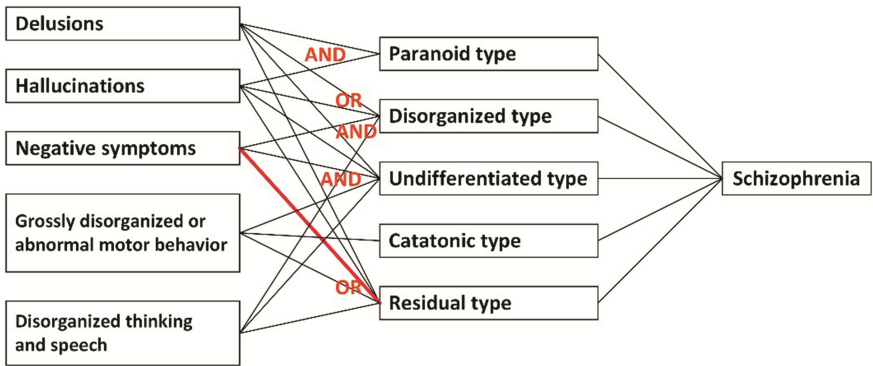 Delusions
Hallucinations
Negative symptoms
Grossly disorganized or
abnormal motor behavior
Disorganized thinking
and speech
AND
OR
AND
AND
OR
Paranoid type
Disorganized type
Undifferentiated type
Catatonic type
Residual type
Schizophrenia